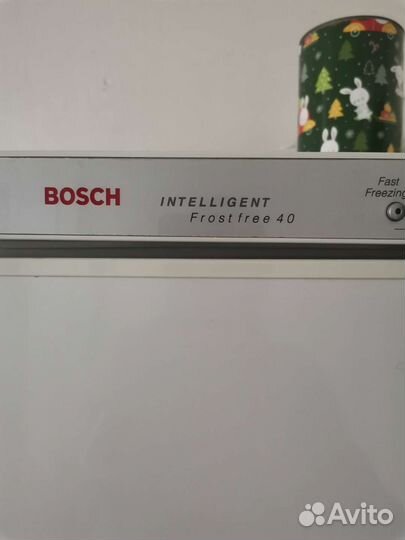 BOSCH
INTELLIGENT
Frost free 40
Fast
Freezing
Avito